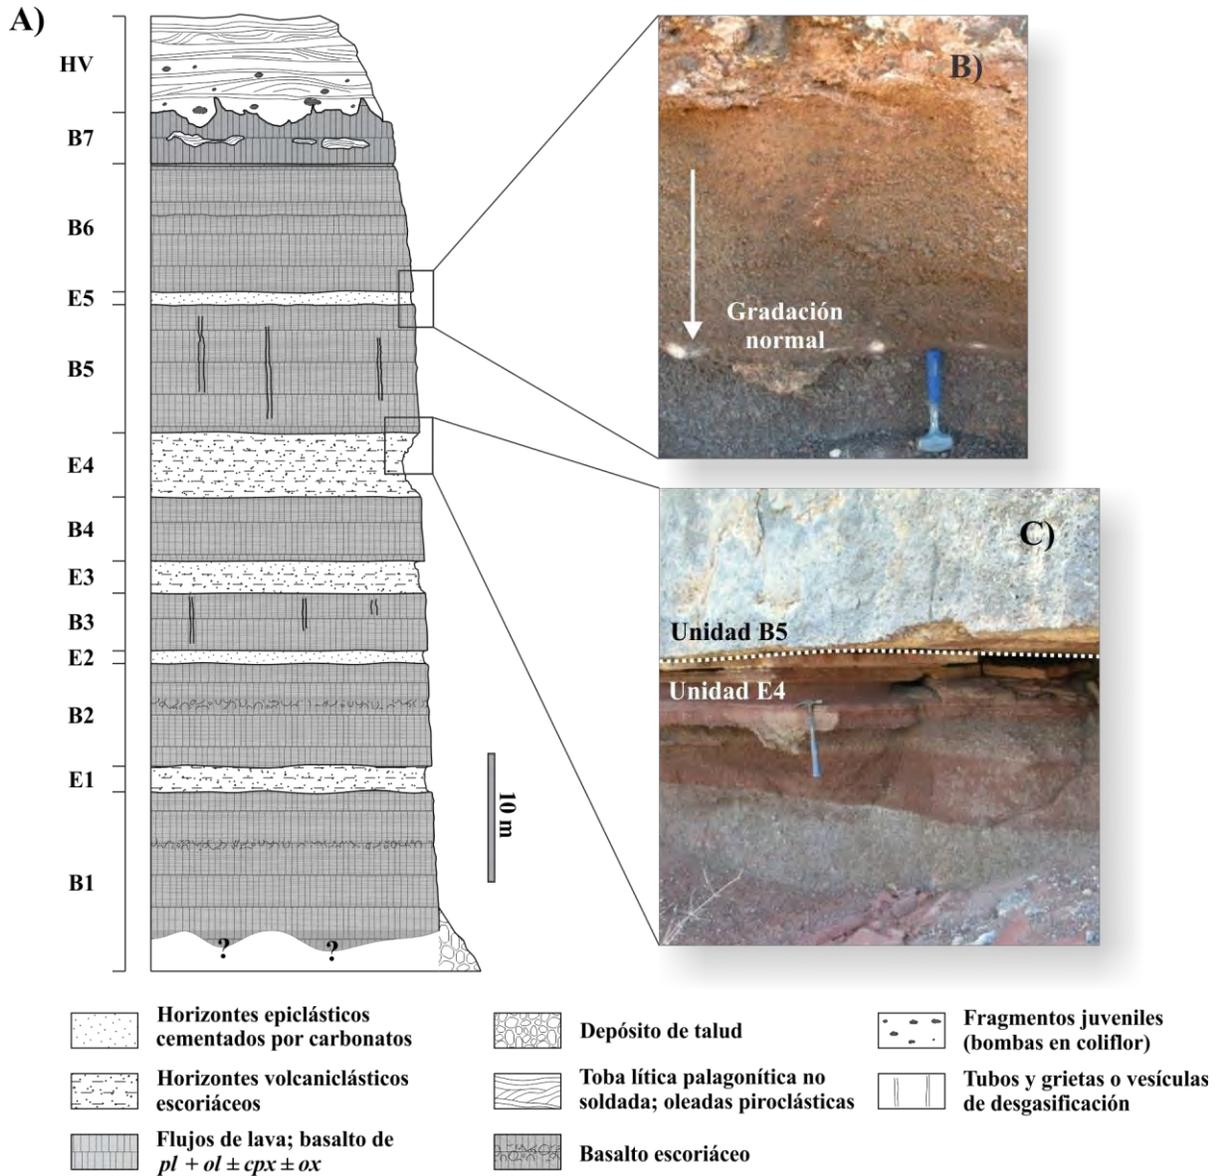 A)
HV
B7
B6
E5
B5
E4
B4
E3
B3
E2
B2
E1
B1
? ?
10 m
B)
Gradación
normal
C)
Unidad B5
Unidad E4
Horizontes epiclásticos
cementados por carbonatos
Horizontes volcaniclásticos
escoriáceos
Flujos de lava; basalto de
pl + ol ± cpx ± ox
Depósito de talud
Toba lítica palagonítica no
soldada; oleadas piroclásticas
Basalto escoriáceo
Fragmentos juveniles
(bombas en coliflor)
Tubos y grietas o vesículas
de desgasificación